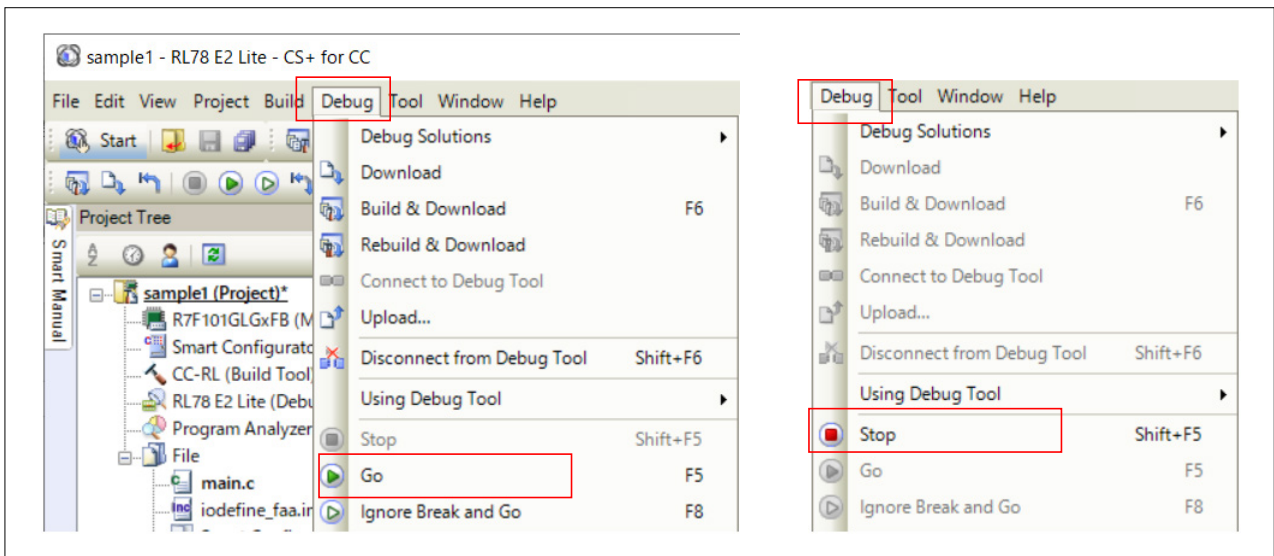 sample1 - RL78 E2 Lite - CS+ for CC
File Edit View Project Build Debug Tool Window Help
Start
Project Tree
Smart Manual
sample1 (Project)*
R7F101GLGxFB (M
Smart Configurato
CC-RL (Build Tool)
RL78 E2 Lite (Debu
Program Analyzer
File
main.c
iodefine_faa.in
Debug Solutions
Download
Build & Download F6
Rebuild & Download
Connect to Debug Tool
Upload...
Disconnect from Debug Tool Shift+F6
Using Debug Tool
Stop Shift+F5
Go F5
Ignore Break and Go F8
Debug Tool Window Help
Debug Solutions
Download
Build & Download F6
Rebuild & Download
Connect to Debug Tool
Upload...
Disconnect from Debug Tool Shift+F6
Using Debug Tool
Stop Shift+F5
Go F5
Ignore Break and Go F8